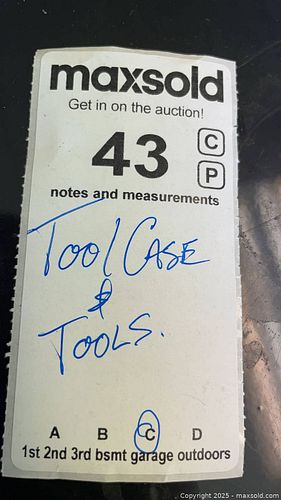 maxsold
Get in on the auction!
43
C
P
notes and measurements
Tool Case
&
Tools.
A B C D
1st 2nd 3rd bsmt garage outdoors
Copyright © 2025 - maxsold.com